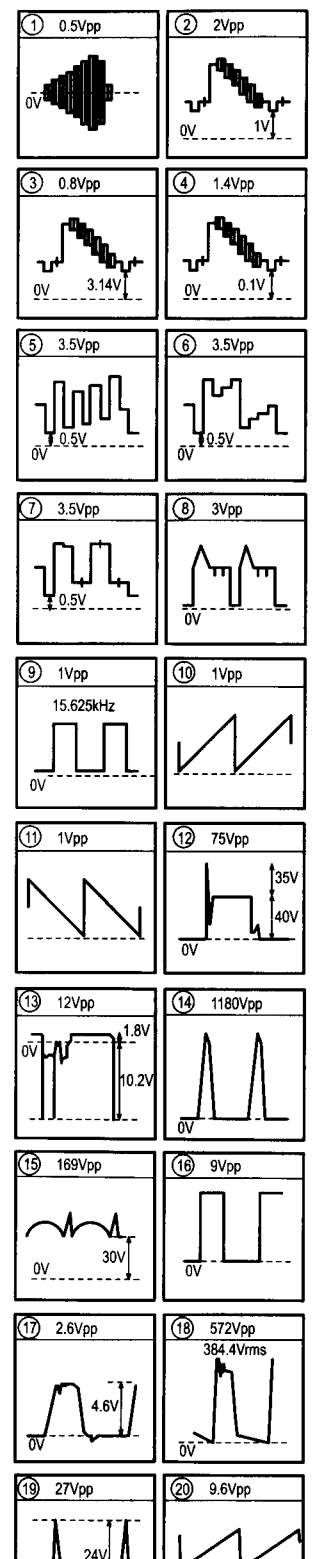 ① 0.5Vpp
0V
② 2Vpp
0V 1V
③ 0.8Vpp
0V 3.14V
④ 1.4Vpp
0V 0.1V
⑤ 3.5Vpp
0.5V
0V
⑥ 3.5Vpp
0.5V
0V
⑦ 3.5Vpp
0.5V
0V
⑧ 3Vpp
0V
⑨ 1Vpp
15.625kHz
0V
⑩ 1Vpp
⑪ 1Vpp
⑫ 75Vpp
35V
40V
0V
⑬ 12Vpp
1.8V
0V
10.2V
⑭ 1180Vpp
0V
⑮ 169Vpp
30V
0V
⑯ 9Vpp
0V
⑰ 2.6Vpp
4.6V
0V
⑱ 572Vpp
384.4Vrms
0V
⑲ 27Vpp
24V
⑳ 9.6Vpp